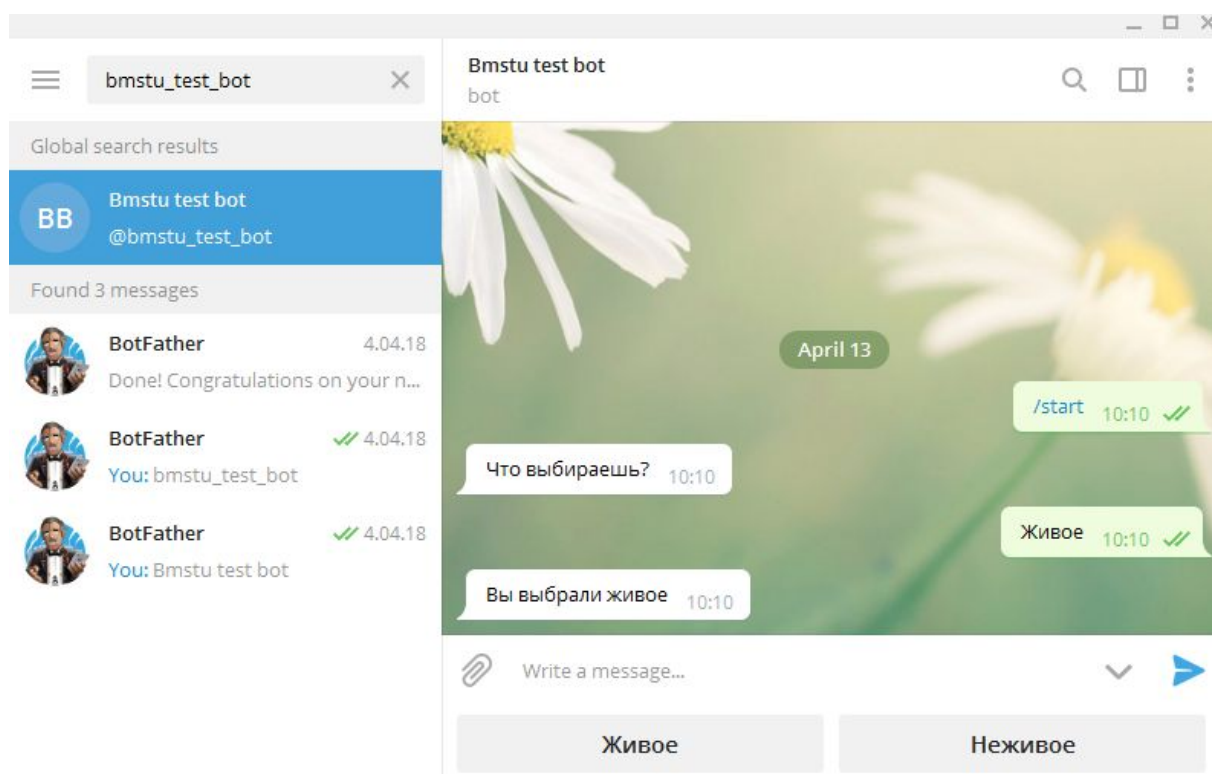 bmstu_test_bot
Global search results
BB
Bmstu test bot
@bmstu_test_bot
Found 3 messages
BotFather 4.04.18
Done! Congratulations on your n...
BotFather 4.04.18
You: bmstu_test_bot
BotFather 4.04.18
You: Bmstu test bot
Bmstu test bot
bot
April 13
/start 10:10
Что выбираешь? 10:10
Живое 10:10
Вы выбрали живое 10:10
Write a message...
Живое Неживое